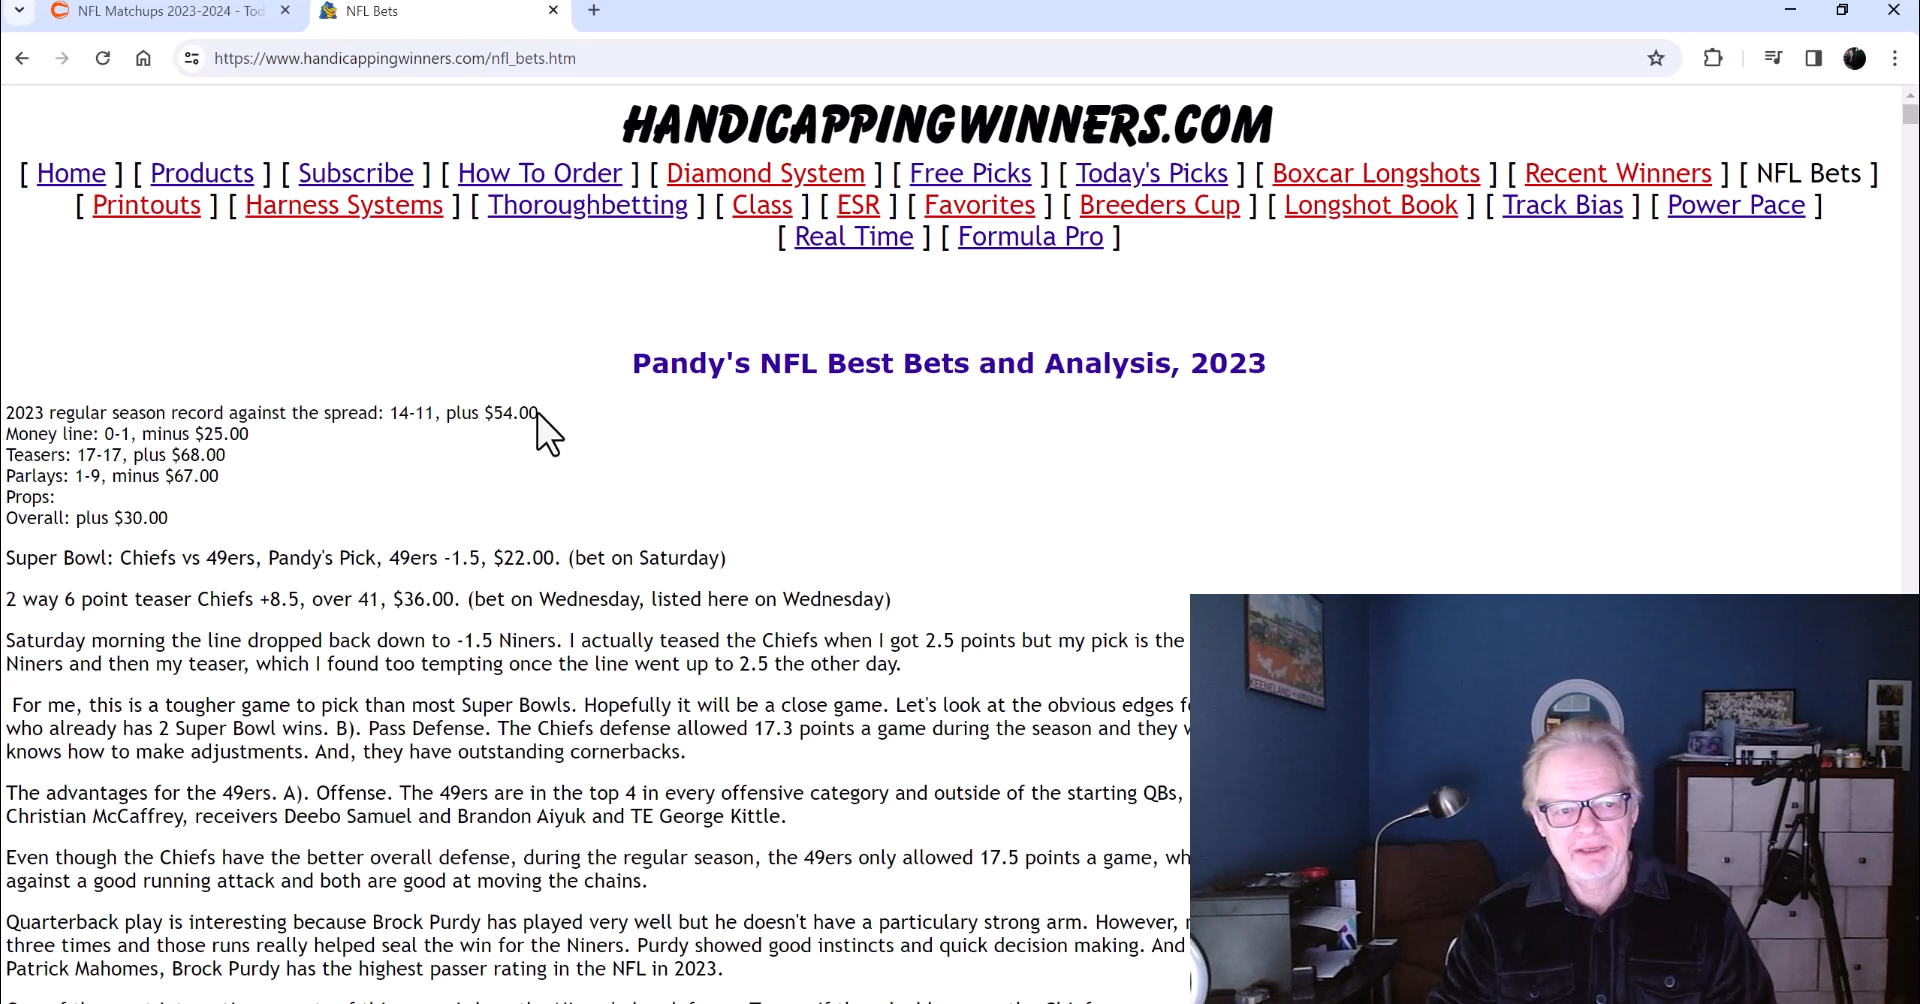 NFL Matchups 2023-2024 - Tod
NFL Bets
https://www.handicappingwinners.com/nfl_bets.htm
HANDICAPPINGWINNERS.COM
[ Home ] [ Products ] [ Subscribe ] [ How To Order ] [ Diamond System ] [ Free Picks ] [ Today's Picks ] [ Boxcar Longshots ] [ Recent Winners ] [ NFL Bets ]
[ Printouts ] [ Harness Systems ] [ Thoroughbetting ] [ Class ] [ ESR ] [ Favorites ] [ Breeders Cup ] [ Longshot Book ] [ Track Bias ] [ Power Pace ]
[ Real Time ] [ Formula Pro ]
Pandy's NFL Best Bets and Analysis, 2023
2023 regular season record against the spread: 14-11, plus $54.00
Money line: 0-1, minus $25.00
Teasers: 17-17, plus $68.00
Parlays: 1-9, minus $67.00
Props:
Overall: plus $30.00
Super Bowl: Chiefs vs 49ers, Pandy's Pick, 49ers -1.5, $22.00. (bet on Saturday)
2 way 6 point teaser Chiefs +8.5, over 41, $36.00. (bet on Wednesday, listed here on Wednesday)
Saturday morning the line dropped back down to -1.5 Niners. I actually teased the Chiefs when I got 2.5 points but my pick is the
Niners and then my teaser, which I found too tempting once the line went up to 2.5 the other day.
For me, this is a tougher game to pick than most Super Bowls. Hopefully it will be a close game. Let's look at the obvious edges
who already has 2 Super Bowl wins. B). Pass Defense. The Chiefs defense allowed 17.3 points a game during the season and they
knows how to make adjustments. And, they have outstanding cornerbacks.
The advantages for the 49ers. A). Offense. The 49ers are in the top 4 in every offensive category and outside of the starting QBs,
Christian McCaffrey, receivers Deebo Samuel and Brandon Aiyuk and TE George Kittle.
Even though the Chiefs have the better overall defense, during the regular season, the 49ers only allowed 17.5 points a game,
against a good running attack and both are good at moving the chains.
Quarterback play is interesting because Brock Purdy has played very well but he doesn't have a particulary strong arm. However,
three times and those runs really helped seal the win for the Niners. Purdy showed good instincts and quick decision making. And
Patrick Mahomes, Brock Purdy has the highest passer rating in the NFL in 2023.
KEENELAND